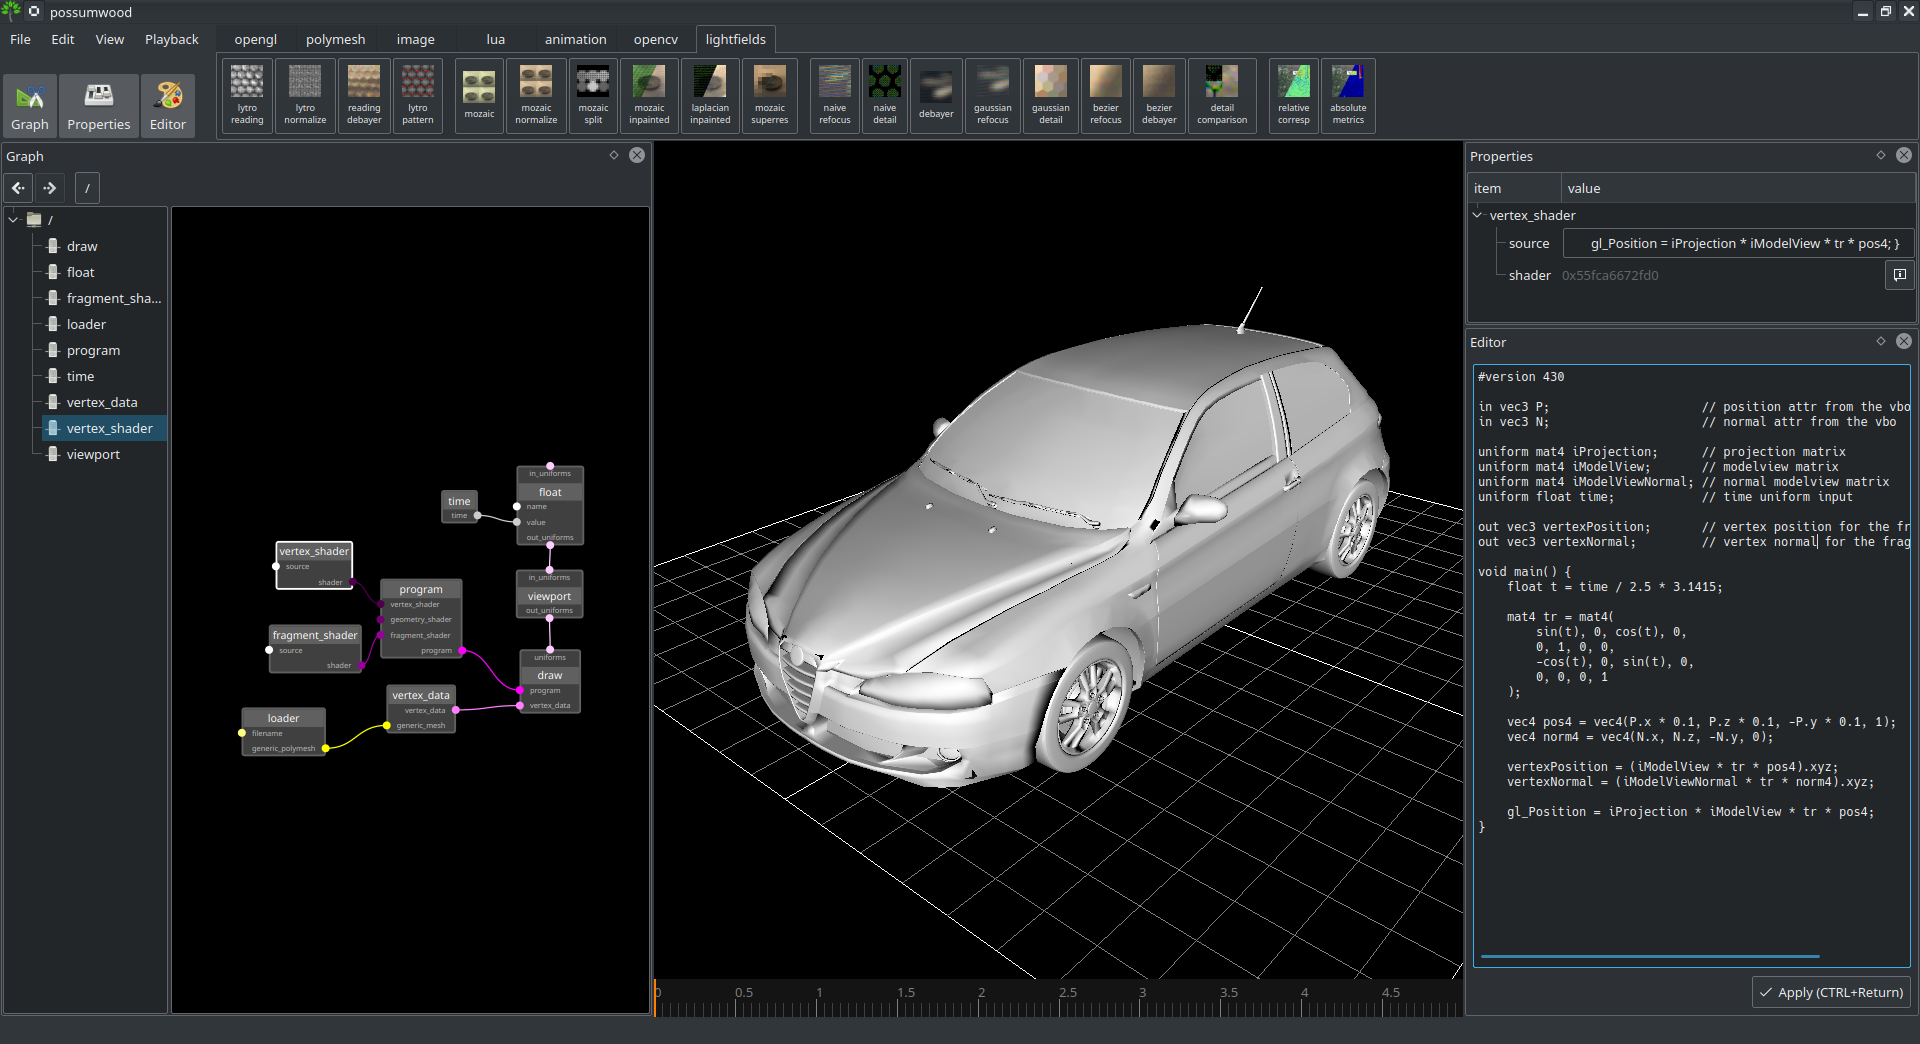 possumwood
File Edit View Playback
opengl polymesh image lua animation opencv lightfields
Graph Properties Editor
lytro reading
lytro normalize
reading debayer
lytro pattern
mozaic
mozaic normalize
mozaic split
mozaic inpainted
laplacian inpainted
mozaic superres
naive refocus
naive detail
debayer
gaussian refocus
gaussian detail
bezier refocus
bezier debayer
detail comparison
relative corresp
absolute metrics
Graph
/
/
draw
float
fragment_sha...
loader
program
time
vertex_data
vertex_shader
viewport
in_uniforms
float
name
value
out_uniforms
time
time
vertex_shader
source
shader
in_uniforms
viewport
out_uniforms
program
vertex_shader
geometry_shader
fragment_shader
program
fragment_shader
source
shader
uniforms
draw
program
vertex_data
vertex_data
vertex_data
generic_mesh
loader
filename
generic_polymesh
0 0.5 1 1.5 2 2.5 3 3.5 4 4.5
Properties
item value
vertex_shader
source gl_Position = iProjection * iModelView * tr * pos4; }
shader 0x55fca6672fd0
Editor
#version 430
in vec3 P; // position attr from the vbo
in vec3 N; // normal attr from the vbo
uniform mat4 iProjection; // projection matrix
uniform mat4 iModelView; // modelview matrix
uniform mat4 iModelViewNormal; // normal modelview matrix
uniform float time; // time uniform input
out vec3 vertexPosition; // vertex position for the fr
out vec3 vertexNormal; // vertex normal for the frag
void main() {
float t = time / 2.5 * 3.1415;
mat4 tr = mat4(
sin(t), 0, cos(t), 0,
0, 1, 0, 0,
-cos(t), 0, sin(t), 0,
0, 0, 0, 1
);
vec4 pos4 = vec4(P.x * 0.1, P.z * 0.1, -P.y * 0.1, 1);
vec4 norm4 = vec4(N.x, N.z, -N.y, 0);
vertexPosition = (iModelView * tr * pos4).xyz;
vertexNormal = (iModelViewNormal * tr * norm4).xyz;
gl_Position = iProjection * iModelView * tr * pos4;
}
Apply (CTRL+Return)